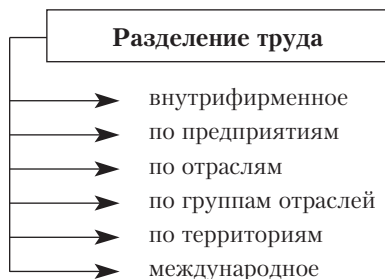 Разделение труда
внутрифирменное
по предприятиям
по отраслям
по группам отраслей
по территориям
международное